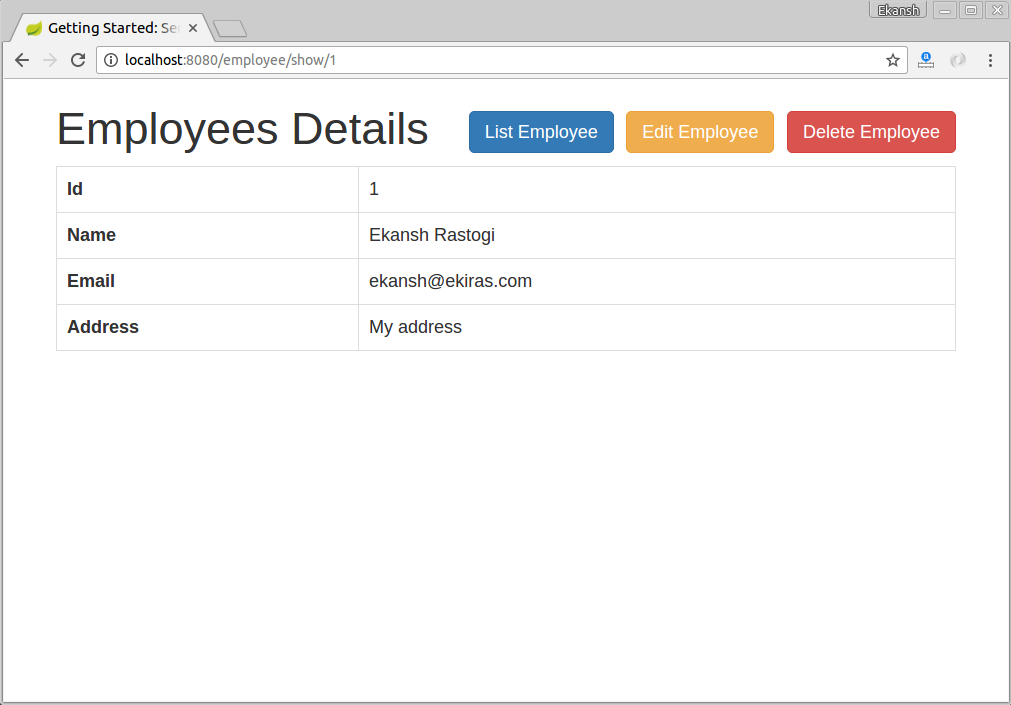 Ekansh
Getting Started: Se
localhost:8080/employee/show/1
Employees Details
List Employee
Edit Employee
Delete Employee
Id 1
Name Ekansh Rastogi
Email ekansh@ekiras.com
Address My address